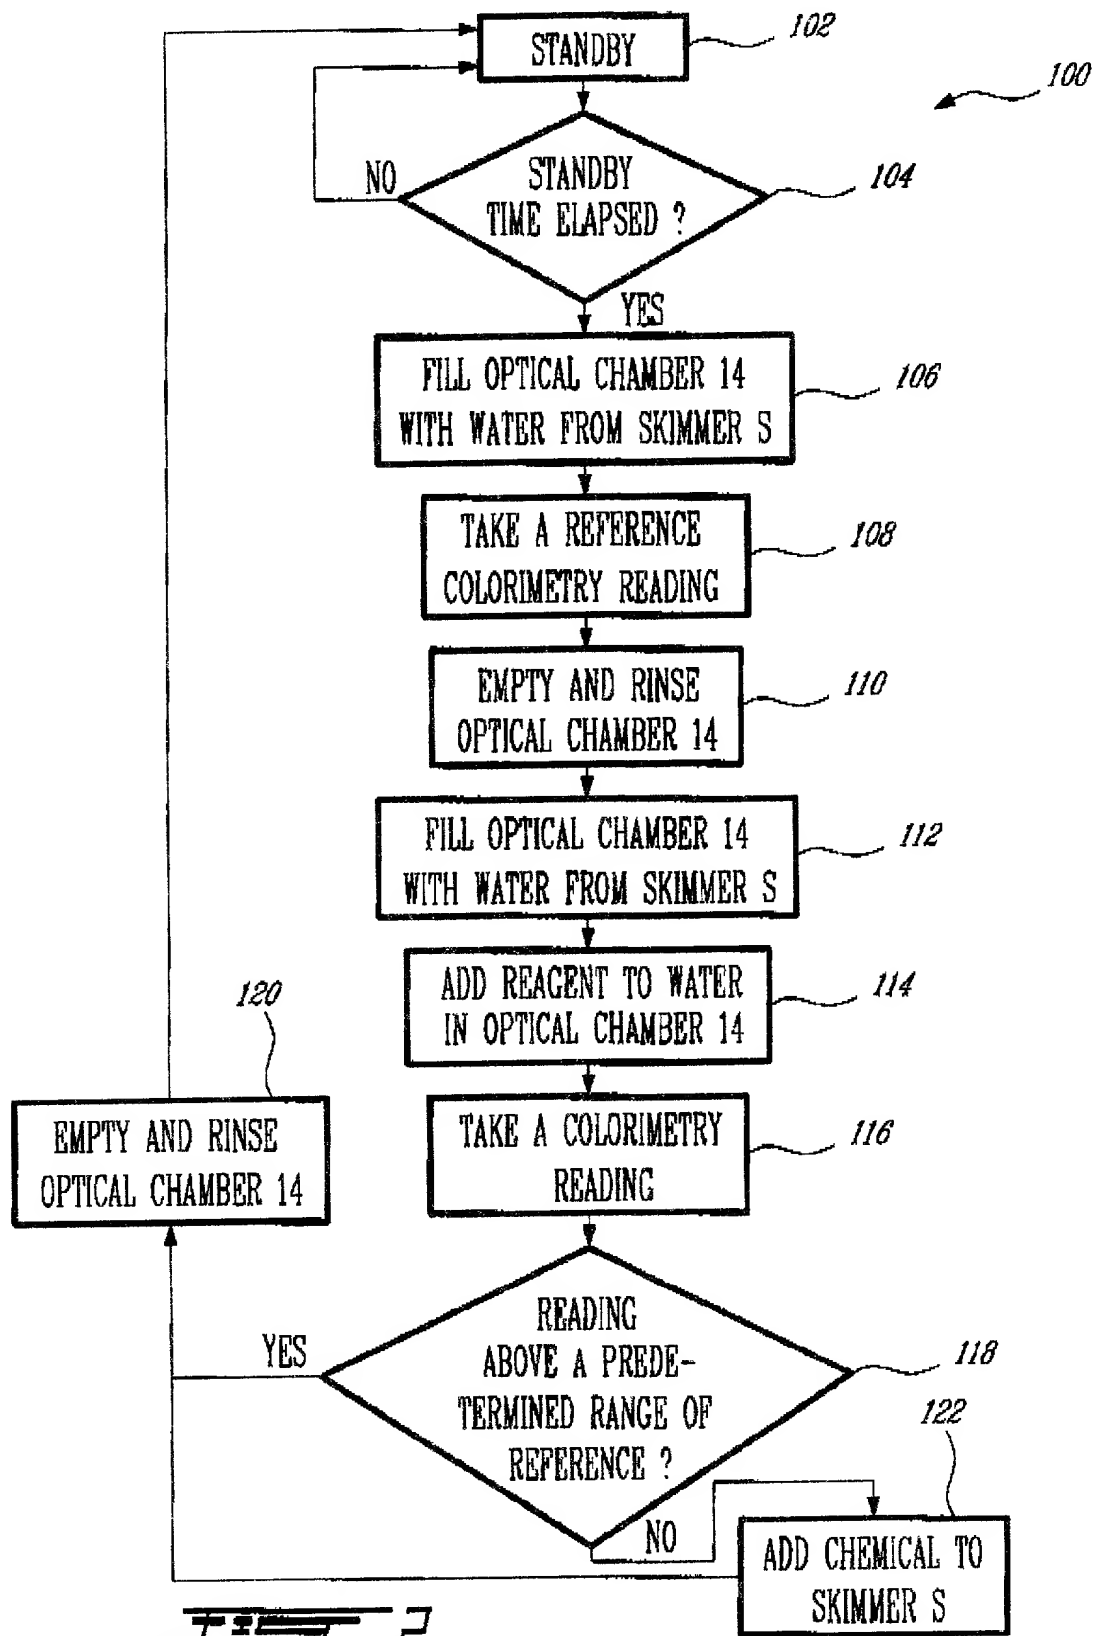 STANDBY
102
100
STANDBY
TIME ELAPSED ?
104
NO
YES
FILL OPTICAL CHAMBER 14
WITH WATER FROM SKIMMER S
106
TAKE A REFERENCE
COLORIMETRY READING
108
EMPTY AND RINSE
OPTICAL CHAMBER 14
110
FILL OPTICAL CHAMBER 14
WITH WATER FROM SKIMMER S
112
ADD REAGENT TO WATER
IN OPTICAL CHAMBER 14
114
120
EMPTY AND RINSE
OPTICAL CHAMBER 14
TAKE A COLORIMETRY
READING
116
READING
ABOVE A PREDE-
TERMINED RANGE OF
REFERENCE ?
118
YES
NO
122
ADD CHEMICAL TO
SKIMMER S